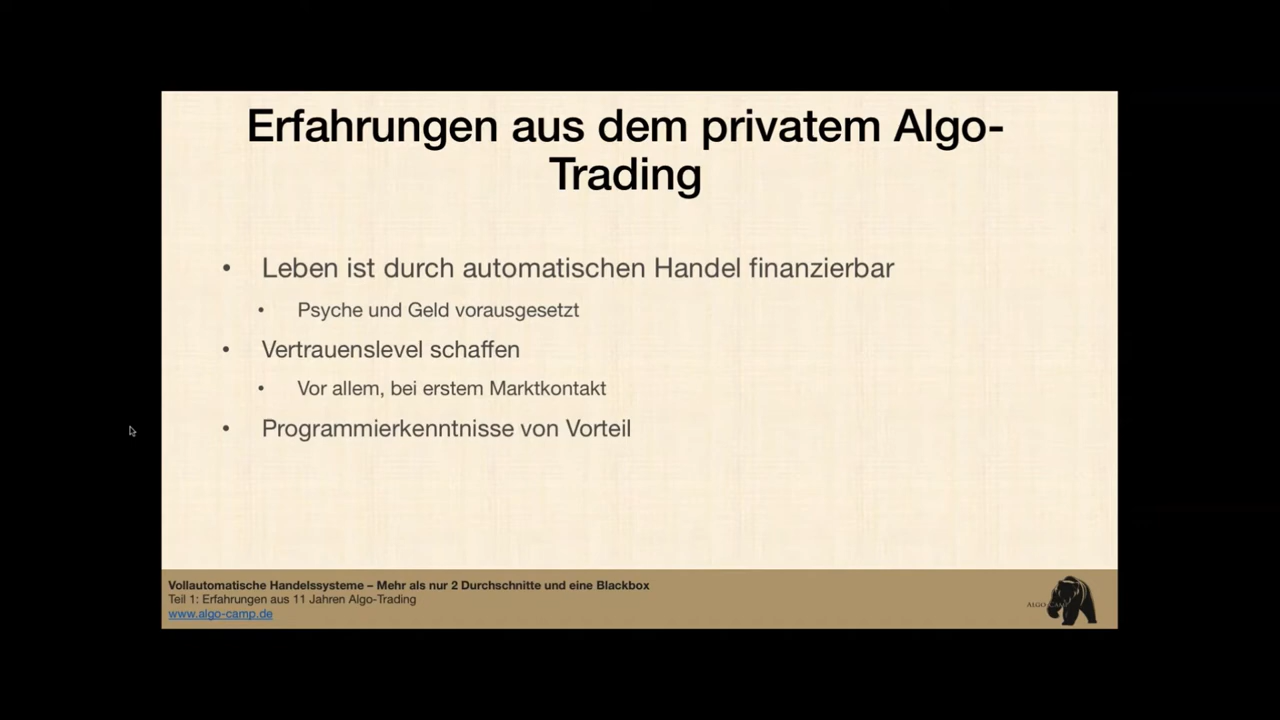 Erfahrungen aus dem privatem Algo-
Trading
• Leben ist durch automatischen Handel finanzierbar
• Psyche und Geld vorausgesetzt
• Vertrauenslevel schaffen
• Vor allem, bei erstem Marktkontakt
• Programmierkenntnisse von Vorteil
Vollautomatische Handelssysteme – Mehr als nur 2 Durchschnitte und eine Blackbox
Teil 1: Erfahrungen aus 11 Jahren Algo-Trading
www.algo-camp.de
ALGO-CAMP